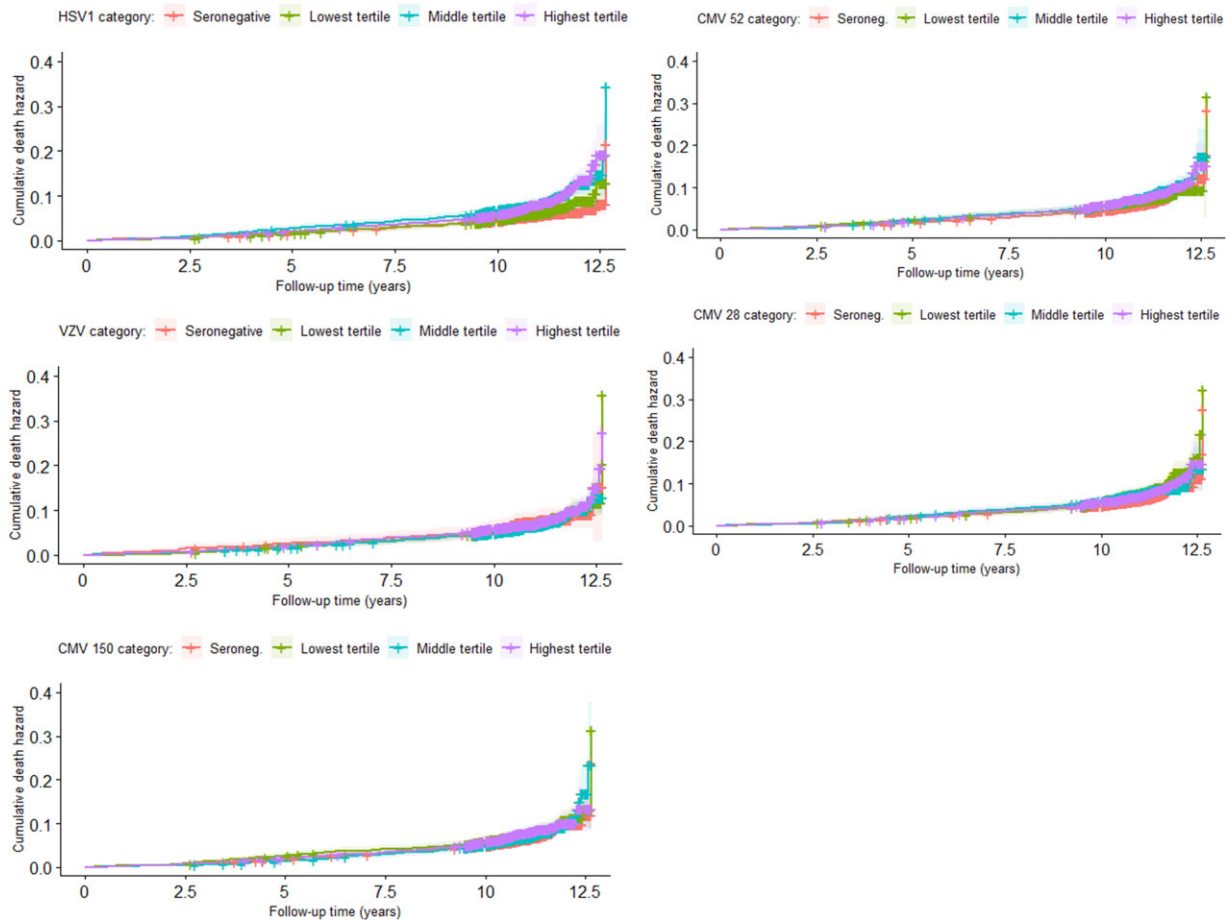 HSV1 category: Seronegative Lowest tertile Middle tertile Highest tertile
Cumulative death hazard
0.4
0.3
0.2
0.1
0.0
0 2.5 5 7.5 10 12.5
Follow-up time (years)
CMV 52 category: Seroneg. Lowest tertile Middle tertile Highest tertile
Cumulative death hazard
0.4
0.3
0.2
0.1
0.0
0 2.5 5 7.5 10 12.5
Follow-up time (years)
VZV category: Seronegative Lowest tertile Middle tertile Highest tertile
Cumulative death hazard
0.4
0.3
0.2
0.1
0.0
0 2.5 5 7.5 10 12.5
Follow-up time (years)
CMV 28 category: Seroneg. Lowest tertile Middle tertile Highest tertile
Cumulative death hazard
0.4
0.3
0.2
0.1
0.0
0 2.5 5 7.5 10 12.5
Follow-up time (years)
CMV 150 category: Seroneg. Lowest tertile Middle tertile Highest tertile
Cumulative death hazard
0.4
0.3
0.2
0.1
0.0
0 2.5 5 7.5 10 12.5
Follow-up time (years)